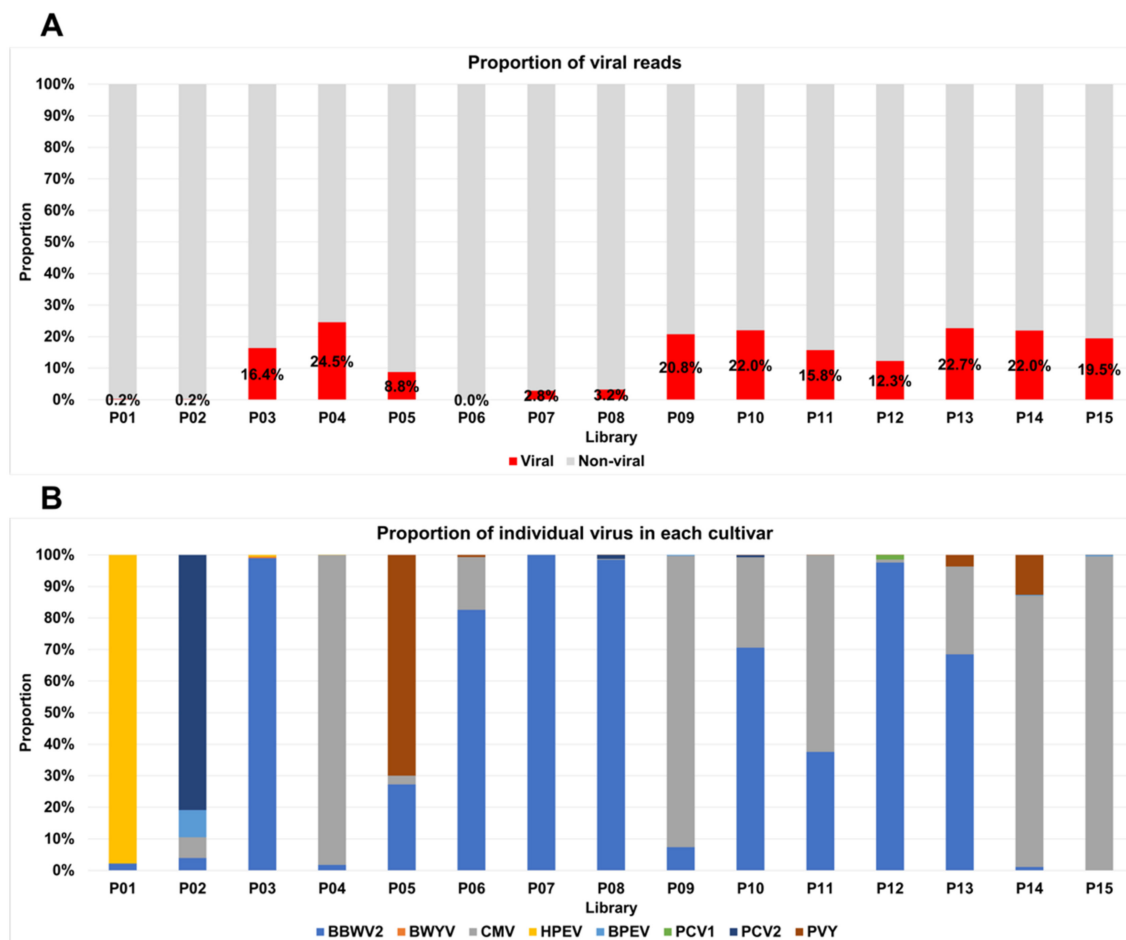 A
Proportion of viral reads
100%
90%
80%
70%
60%
50%
40%
30%
20%
10%
0%
Proportion
0.2% 0.2% 16.4% 24.5% 8.8% 0.0% 2.8% 3.2% 20.8% 22.0% 15.8% 12.3% 22.7% 22.0% 19.5%
P01 P02 P03 P04 P05 P06 P07 P08 P09 P10 P11 P12 P13 P14 P15
Library
Viral Non-viral
B
Proportion of individual virus in each cultivar
100%
90%
80%
70%
60%
50%
40%
30%
20%
10%
0%
Proportion
P01 P02 P03 P04 P05 P06 P07 P08 P09 P10 P11 P12 P13 P14 P15
Library
BBWV2 BWYV CMV HPEV BPEV PCV1 PCV2 PVY